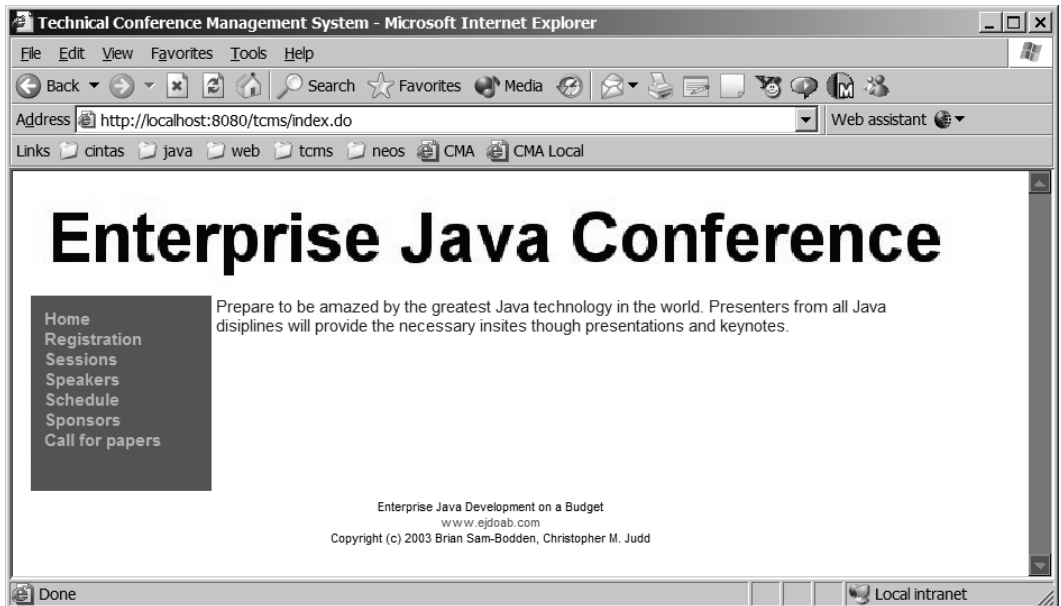 Technical Conference Management System - Microsoft Internet Explorer
File Edit View Favorites Tools Help
Back Search Favorites Media
Address http://localhost:8080/tcms/index.do Web assistant
Links cintas java web tcms neos CMA CMA Local
Enterprise Java Conference
Home
Registration
Sessions
Speakers
Schedule
Sponsors
Call for papers
Prepare to be amazed by the greatest Java technology in the world. Presenters from all Java
disiplines will provide the necessary insites though presentations and keynotes.
Enterprise Java Development on a Budget
www.ejdoab.com
Copyright (c) 2003 Brian Sam-Bodden, Christopher M. Judd
Done Local intranet